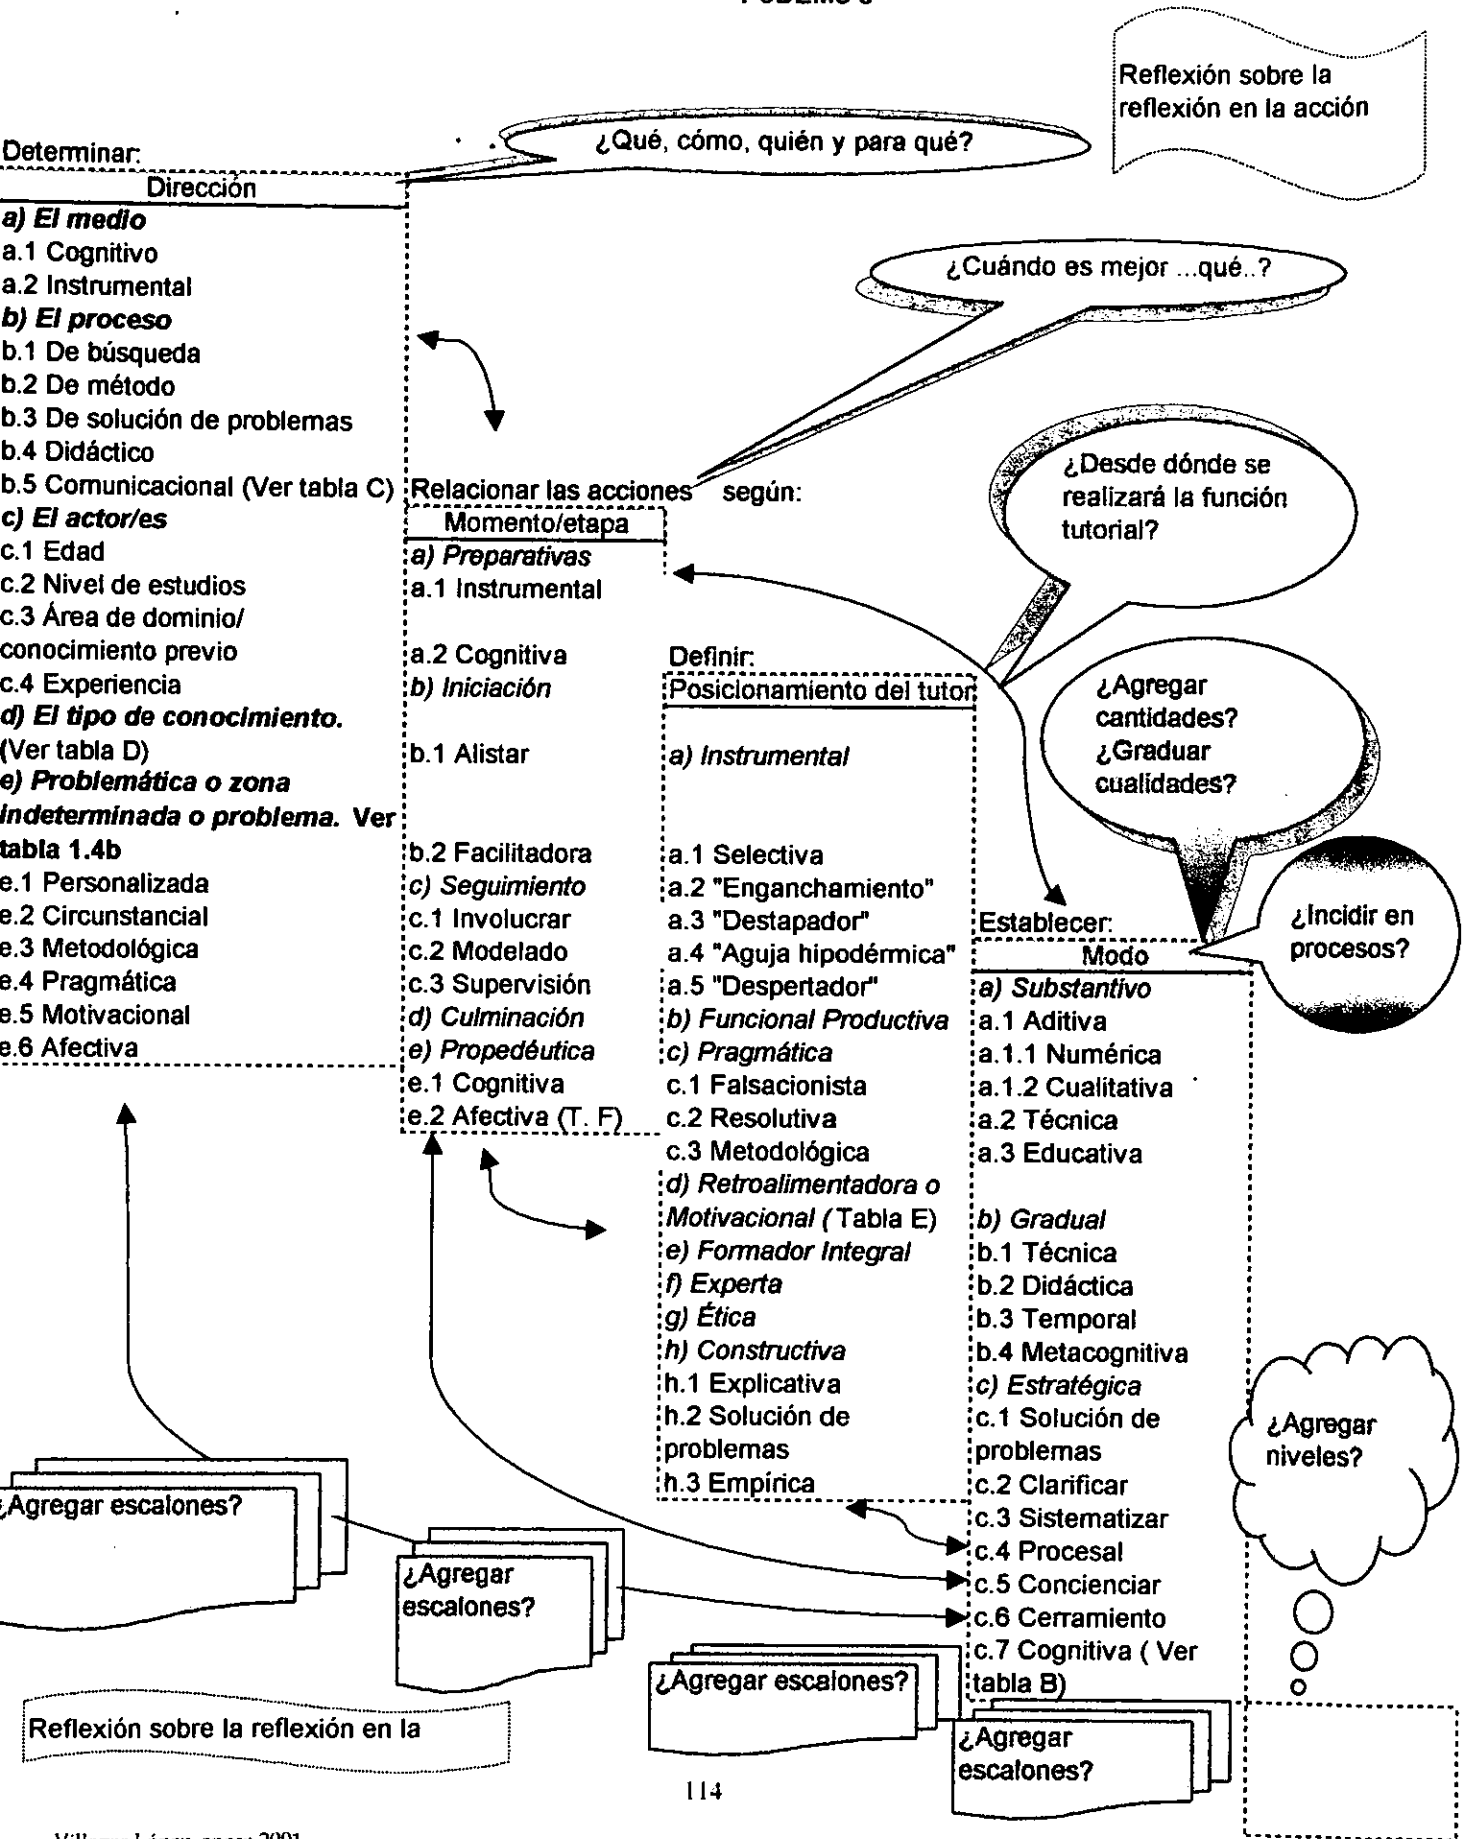 Reflexión sobre la
reflexión en la acción
¿Qué, cómo, quién y para qué?
Determinar:
Dirección
a) El medio
a.1 Cognitivo
a.2 Instrumental
b) El proceso
b.1 De búsqueda
b.2 De método
b.3 De solución de problemas
b.4 Didáctico
b.5 Comunicacional (Ver tabla C)
c) El actor/es
c.1 Edad
c.2 Nivel de estudios
c.3 Área de dominio/
conocimiento previo
c.4 Experiencia
d) El tipo de conocimiento.
(Ver tabla D)
e) Problemática o zona
indeterminada o problema. Ver
tabla 1.4b
e.1 Personalizada
e.2 Circunstancial
e.3 Metodológica
e.4 Pragmática
e.5 Motivacional
e.6 Afectiva
¿Cuándo es mejor ...qué..?
Relacionar las acciones según:
Momento/etapa
a) Preparativas
a.1 Instrumental
a.2 Cognitiva
b) Iniciación
b.1 Alistar
b.2 Facilitadora
c) Seguimiento
c.1 Involucrar
c.2 Modelado
c.3 Supervisión
d) Culminación
e) Propedéutica
e.1 Cognitiva
e.2 Afectiva (T. F)
¿Desde dónde se
realizará la función
tutorial?
Definir:
Posicionamiento del tutor
a) Instrumental
a.1 Selectiva
a.2 "Enganchamiento"
a.3 "Destapador"
a.4 "Aguja hipodérmica"
a.5 "Despertador"
b) Funcional Productiva
c) Pragmática
c.1 Falsacionista
c.2 Resolutiva
c.3 Metodológica
d) Retroalimentadora o
Motivacional (Tabla E)
e) Formador Integral
f) Experta
g) Ética
h) Constructiva
h.1 Explicativa
h.2 Solución de
problemas
h.3 Empírica
¿Agregar
cantidades?
¿Graduar
cualidades?
¿Incidir en
procesos?
Establecer:
Modo
a) Substantivo
a.1 Aditiva
a.1.1 Numérica
a.1.2 Cualitativa
a.2 Técnica
a.3 Educativa
b) Gradual
b.1 Técnica
b.2 Didáctica
b.3 Temporal
b.4 Metacognitiva
c) Estratégica
c.1 Solución de
problemas
c.2 Clarificar
c.3 Sistematizar
c.4 Procesal
c.5 Concienciar
c.6 Cerramiento
c.7 Cognitiva ( Ver
tabla B)
¿Agregar
niveles?
¿Agregar escalones?
¿Agregar
escalones?
¿Agregar escalones?
¿Agregar
escalones?
Reflexión sobre la reflexión en la
114